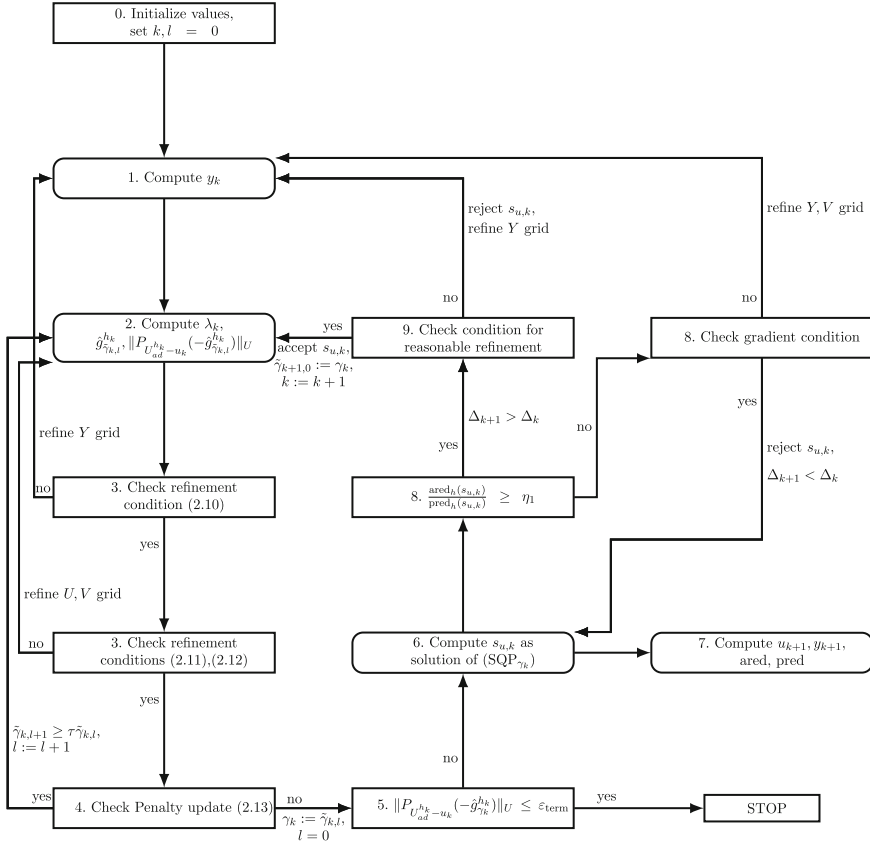 0. Initialize values,
set k, l = 0
1. Compute y_k
reject s_{u,k},
refine Y grid
refine Y, V grid
no
no
2. Compute λ_k,
ĝ^{h_k}_{γ̃_{k,l}}, ‖P_{U^{h_k}_{ad}−u_k}(−ĝ^{h_k}_{γ̃_{k,l}})‖_U
yes
accept s_{u,k},
γ̃_{k+1,0} := γ_k,
k := k + 1
9. Check condition for
reasonable refinement
8. Check gradient condition
refine Y grid
Δ_{k+1} > Δ_k
yes
no
yes
reject s_{u,k},
Δ_{k+1} < Δ_k
no
3. Check refinement
condition (2.10)
8. ared_h(s_{u,k})
pred_h(s_{u,k}) ≥ η_1
yes
refine U, V grid
no
3. Check refinement
conditions (2.11),(2.12)
6. Compute s_{u,k} as
solution of (SQP_{γ_k})
7. Compute u_{k+1}, y_{k+1},
ared, pred
yes
γ̃_{k,l+1} ≥ τγ̃_{k,l},
l := l + 1
no
yes
4. Check Penalty update (2.13)
no
γ_k := γ̃_{k,l},
l = 0
5. ‖P_{U^{h_k}_{ad}−u_k}(−ĝ^{h_k}_{γ_k})‖_U ≤ ε_term
yes
STOP